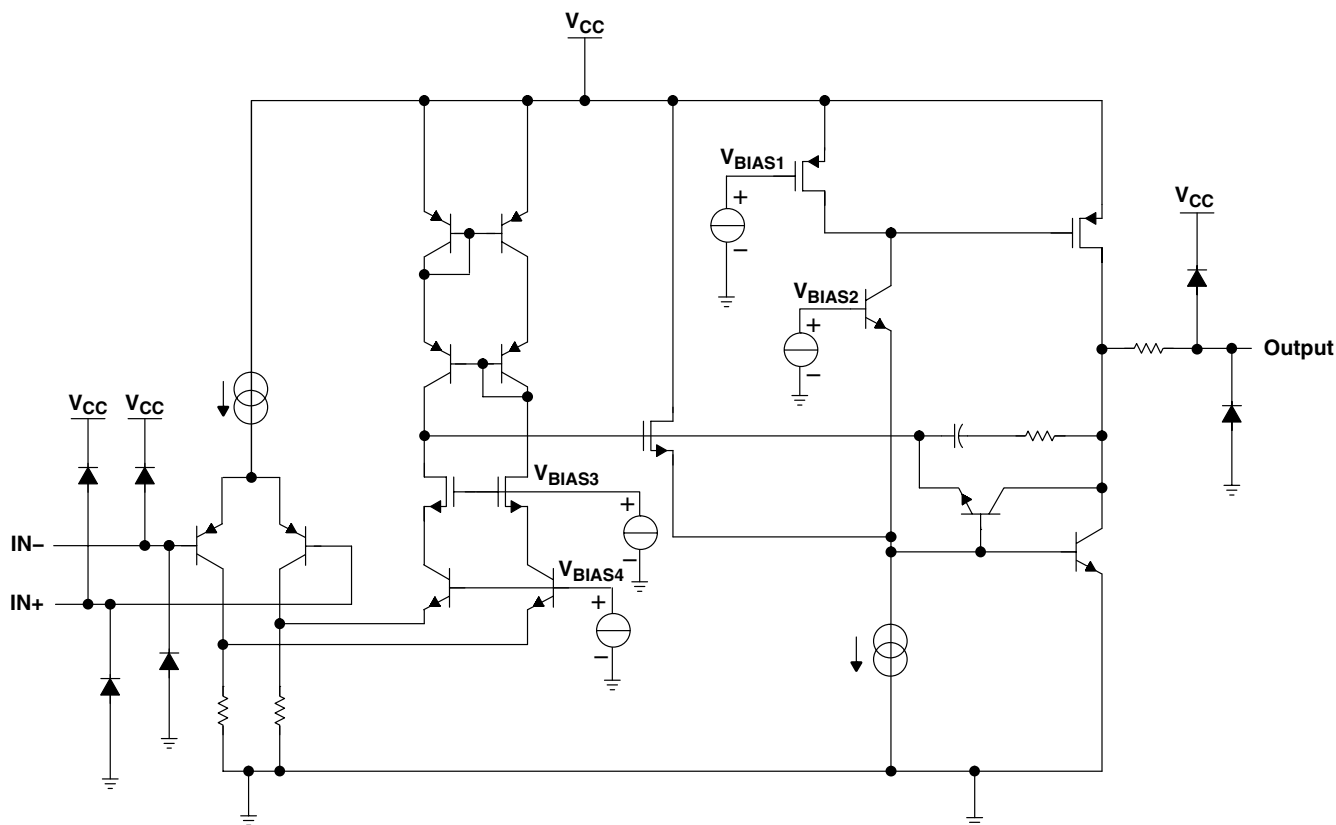 VCC
VBIAS1
VCC
VBIAS2
Output
VCC
VCC
VBIAS3
IN–
VBIAS4
IN+
+
–
+
–
+
–
+
–